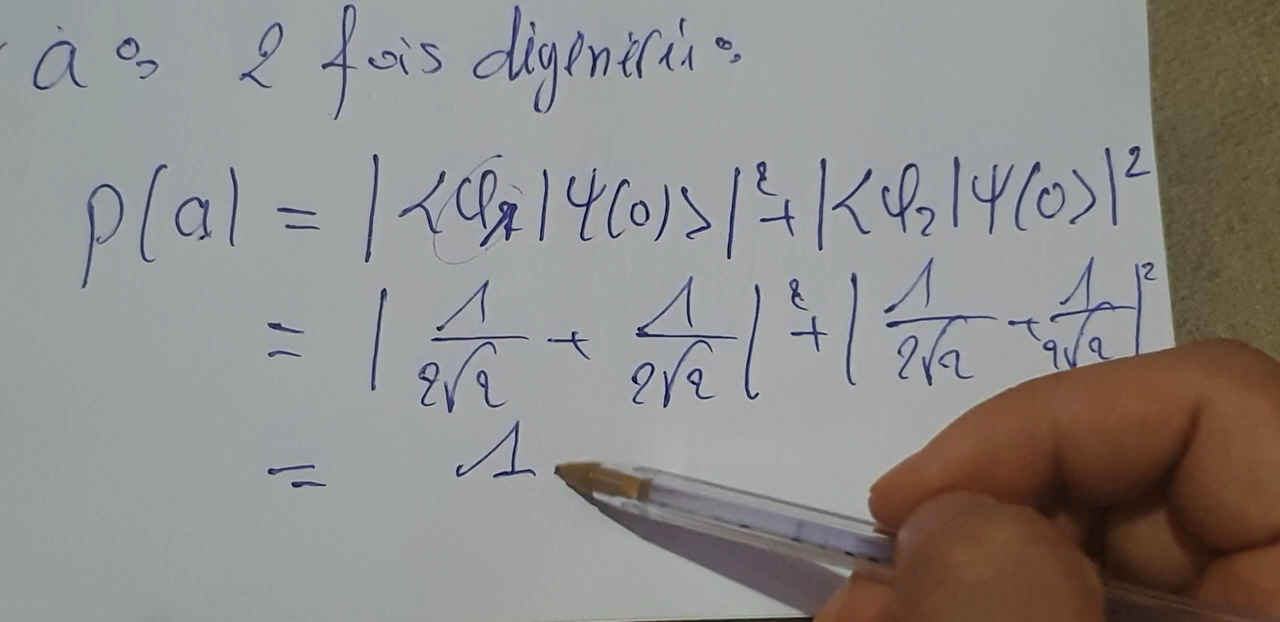 a : 2 fois digénéréi :
p(a) = |<φ₁|ψ(0)>|² + |<φ₂|ψ(0)>|²
= | 1/2√2 + 1/2√2 |² + | 1/2√2 + 1/2√2 |²
= 1